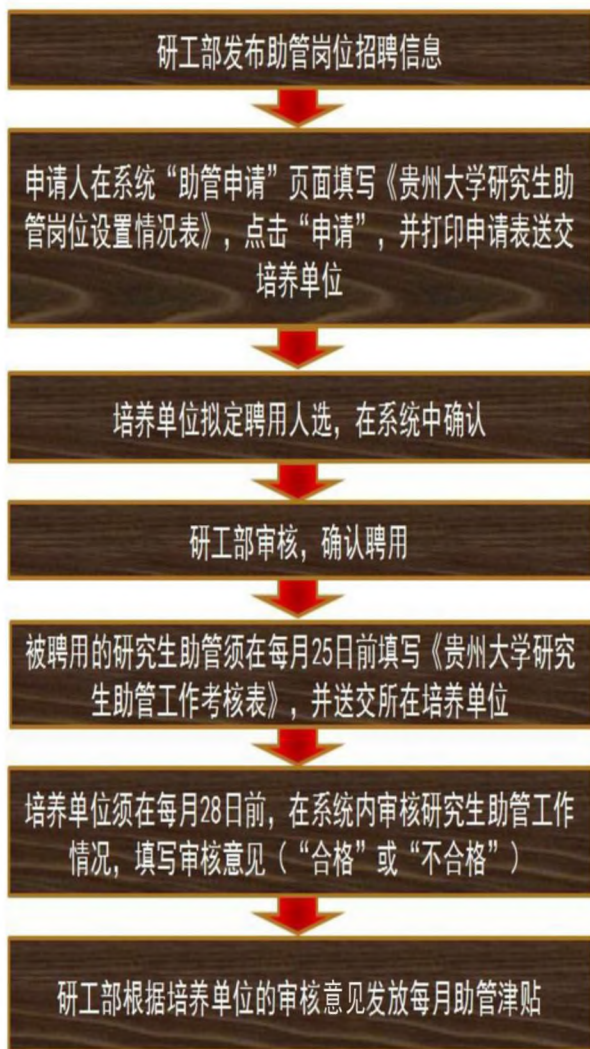 研工部发布助管岗位招聘信息
申请人在系统“助管申请”页面填写《贵州大学研究生助
管岗位设置情况表》，点击“申请”，并打印申请表送交
培养单位
培养单位拟定聘用人选，在系统中确认
研工部审核，确认聘用
被聘用的研究生助管须在每月25日前填写《贵州大学研究
生助管工作考核表》，并送交所在培养单位
培养单位须在每月28日前，在系统内审核研究生助管工作
情况，填写审核意见（“合格”或“不合格”）
研工部根据培养单位的审核意见发放每月助管津贴